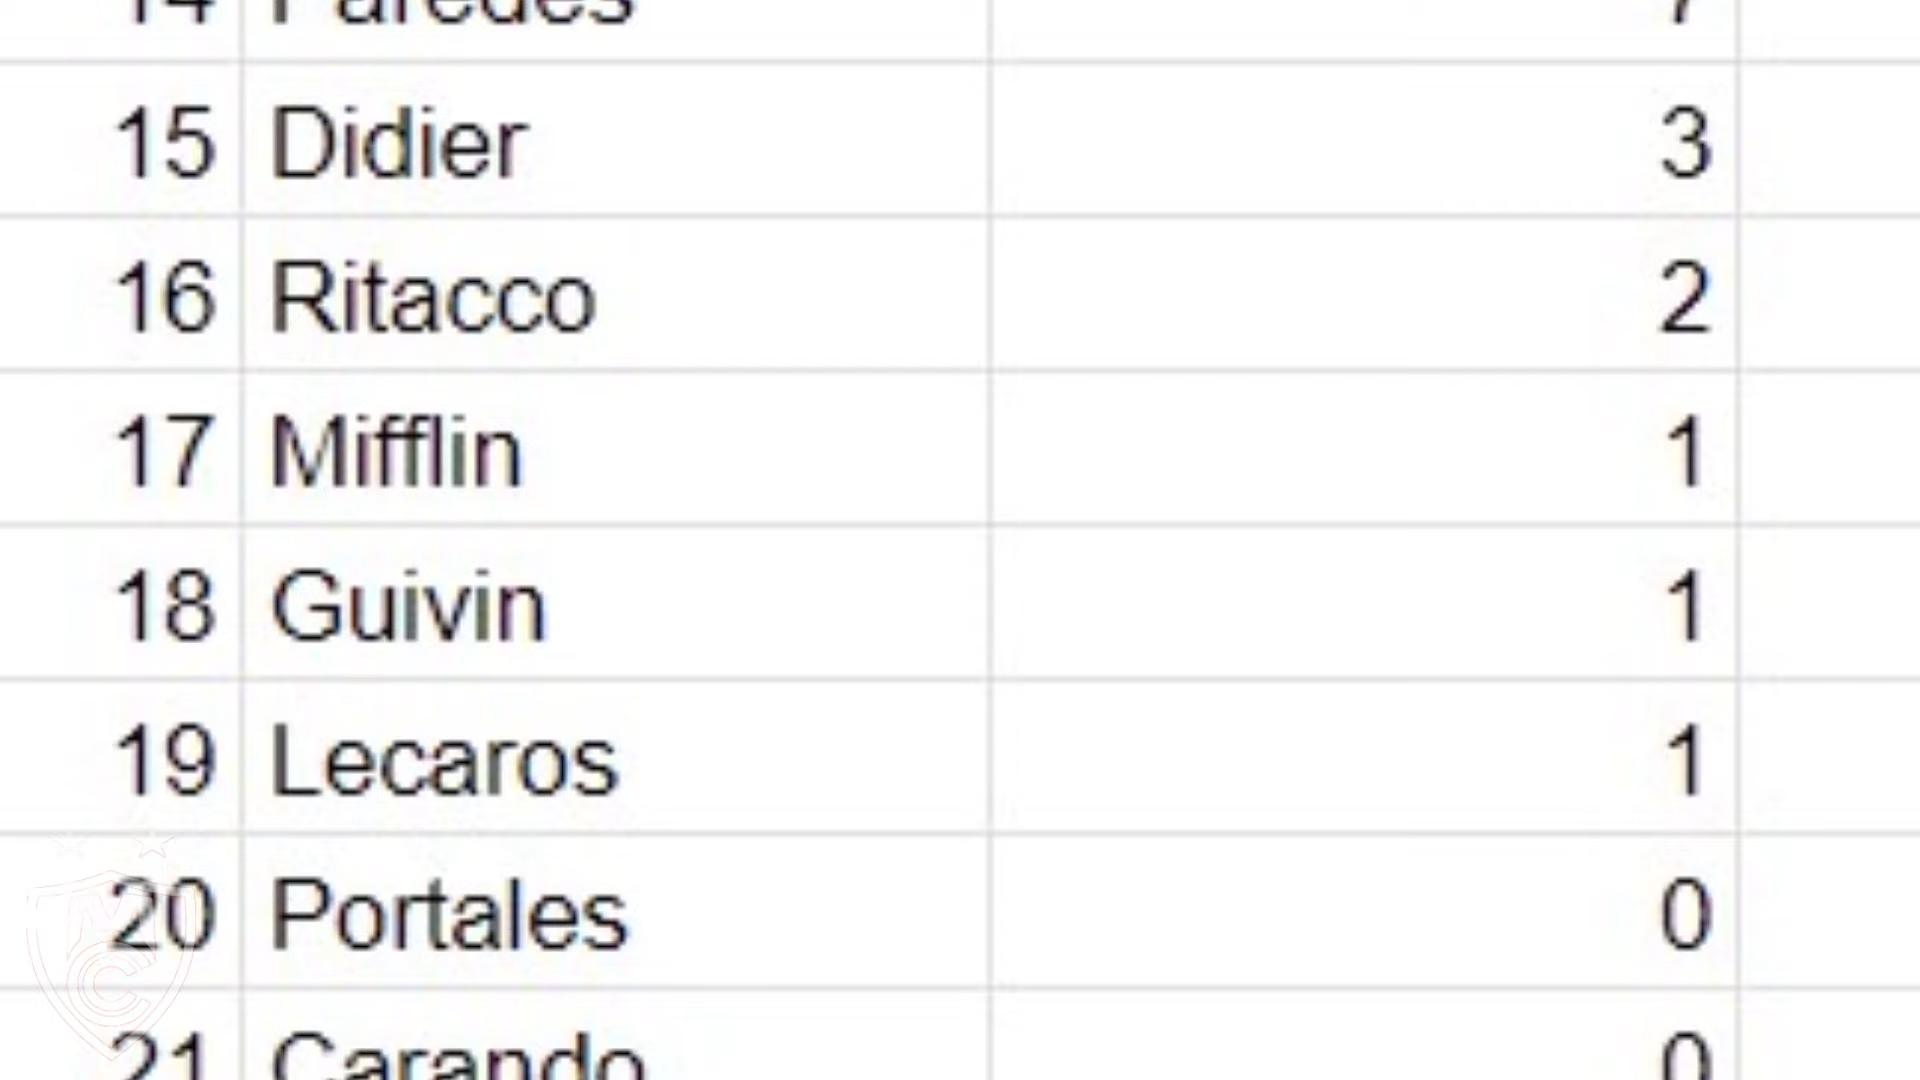 14 Paredes 7
15 Didier 3
16 Ritacco 2
17 Mifflin 1
18 Guivin 1
19 Lecaros 1
20 Portales 0
21 Carando 0